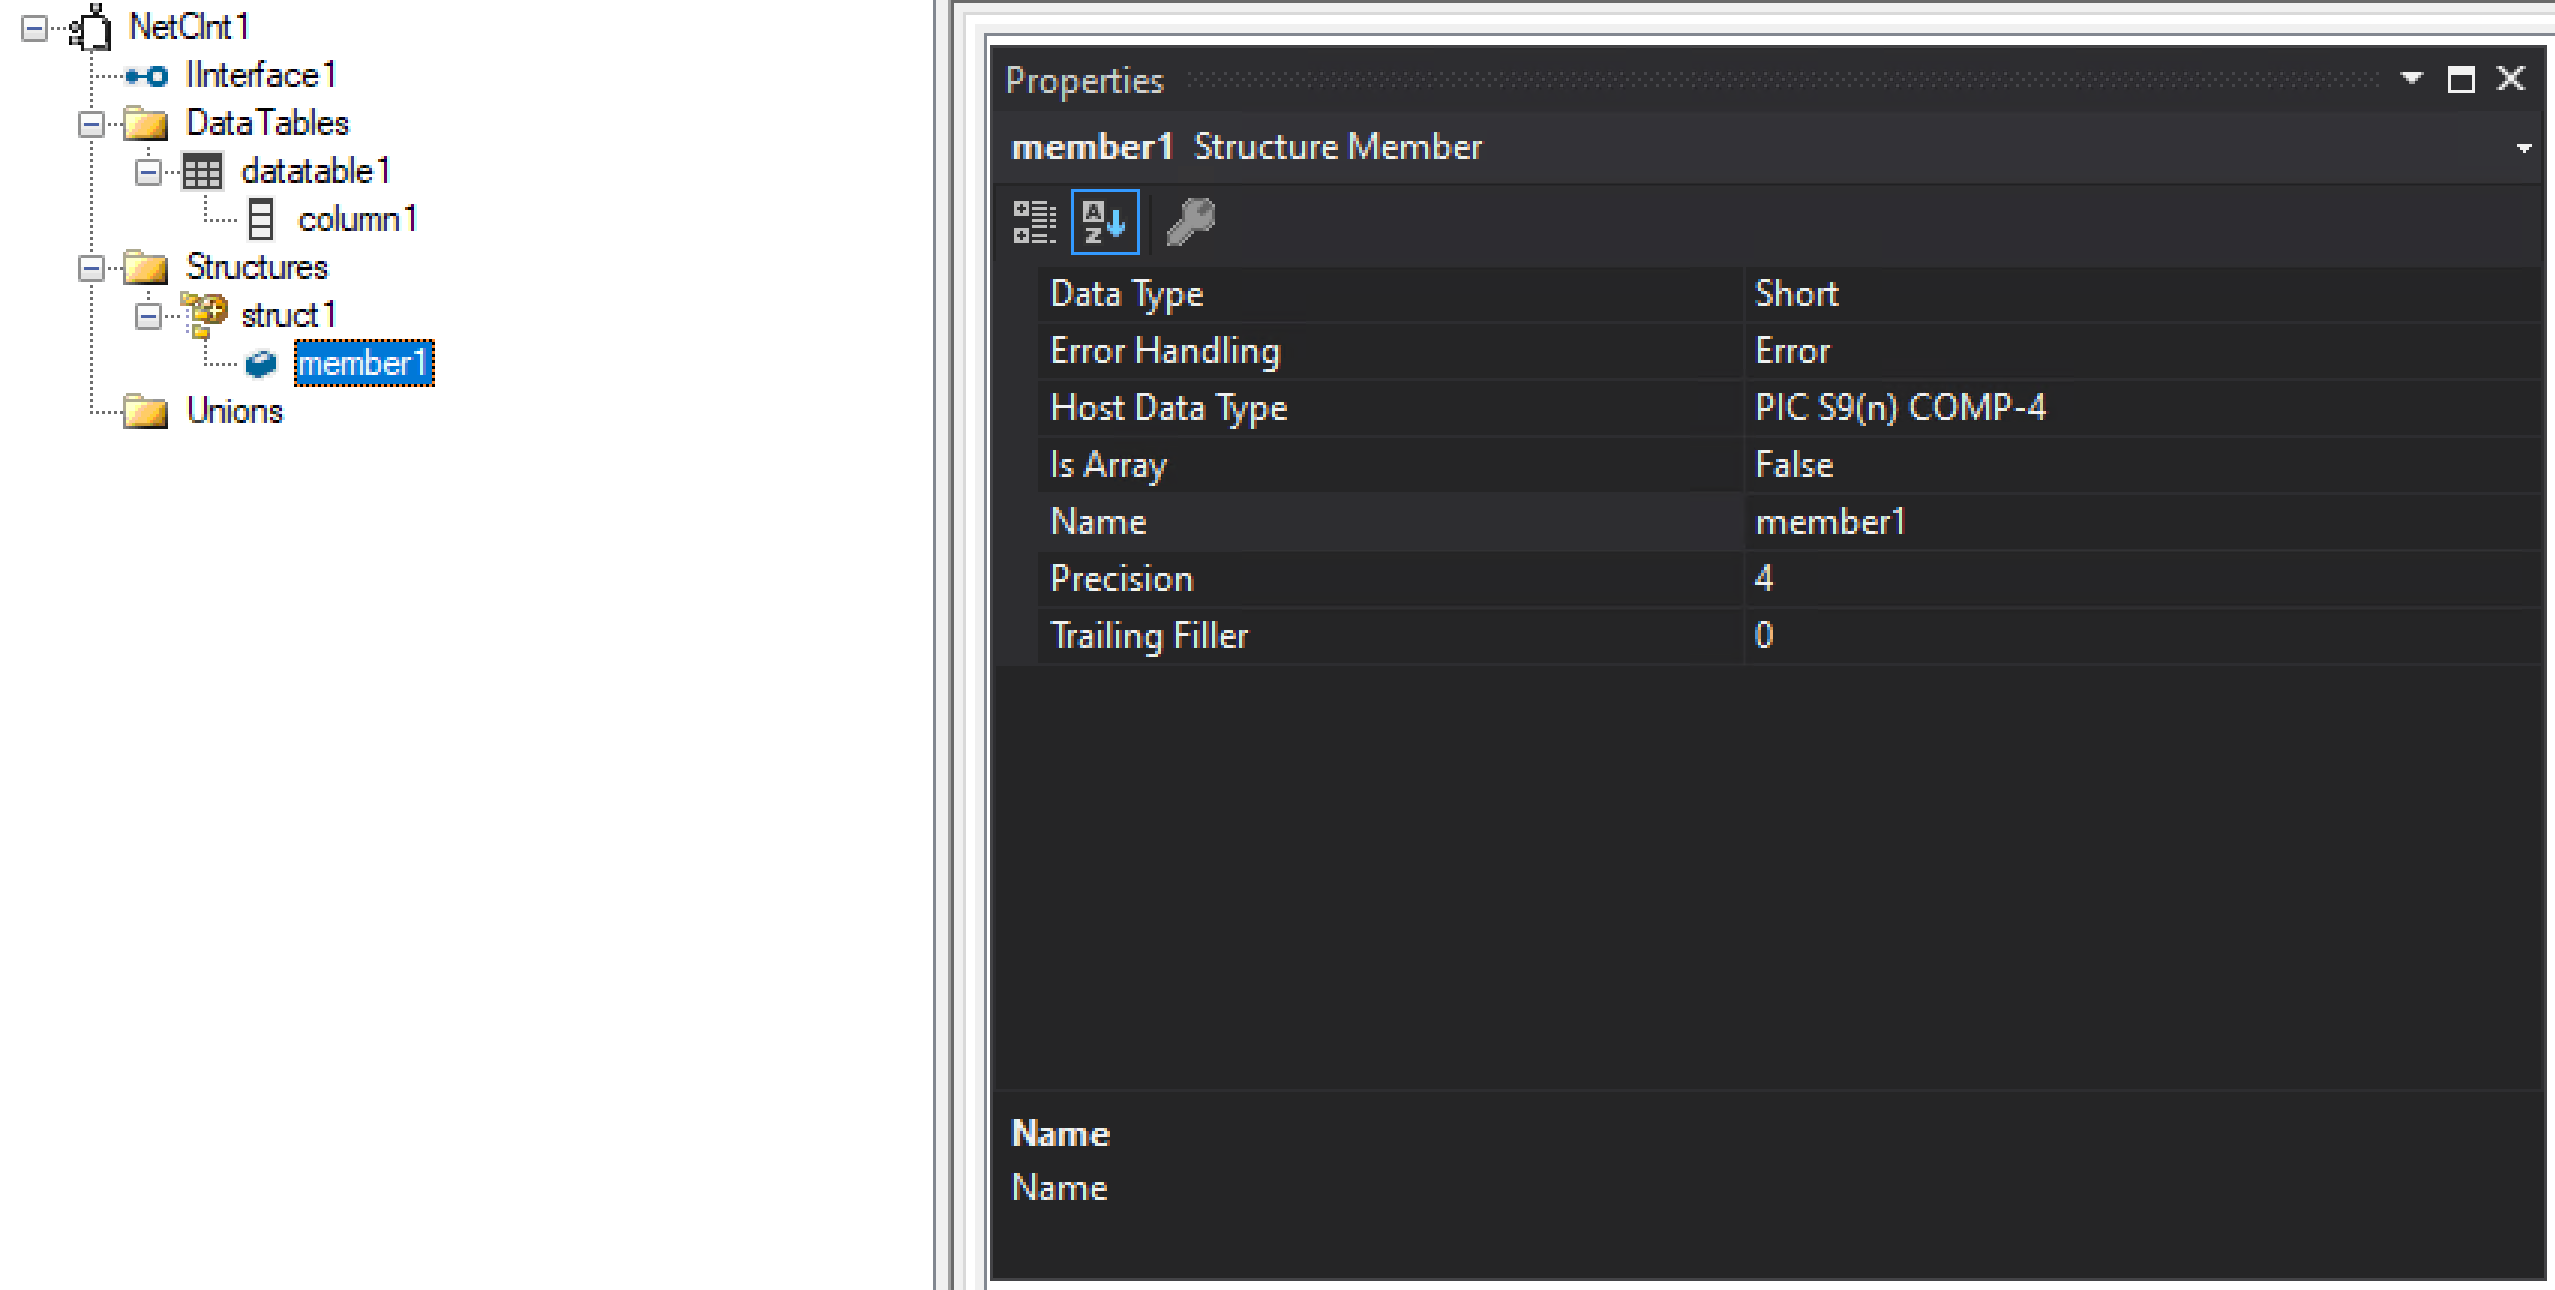 NetClnt1
IInterface1
DataTables
datatable1
column1
Structures
struct1
member1
Unions
Properties
member1 Structure Member
Data Type Short
Error Handling Error
Host Data Type PIC S9(n) COMP-4
Is Array False
Name member1
Precision 4
Trailing Filler 0
Name
Name